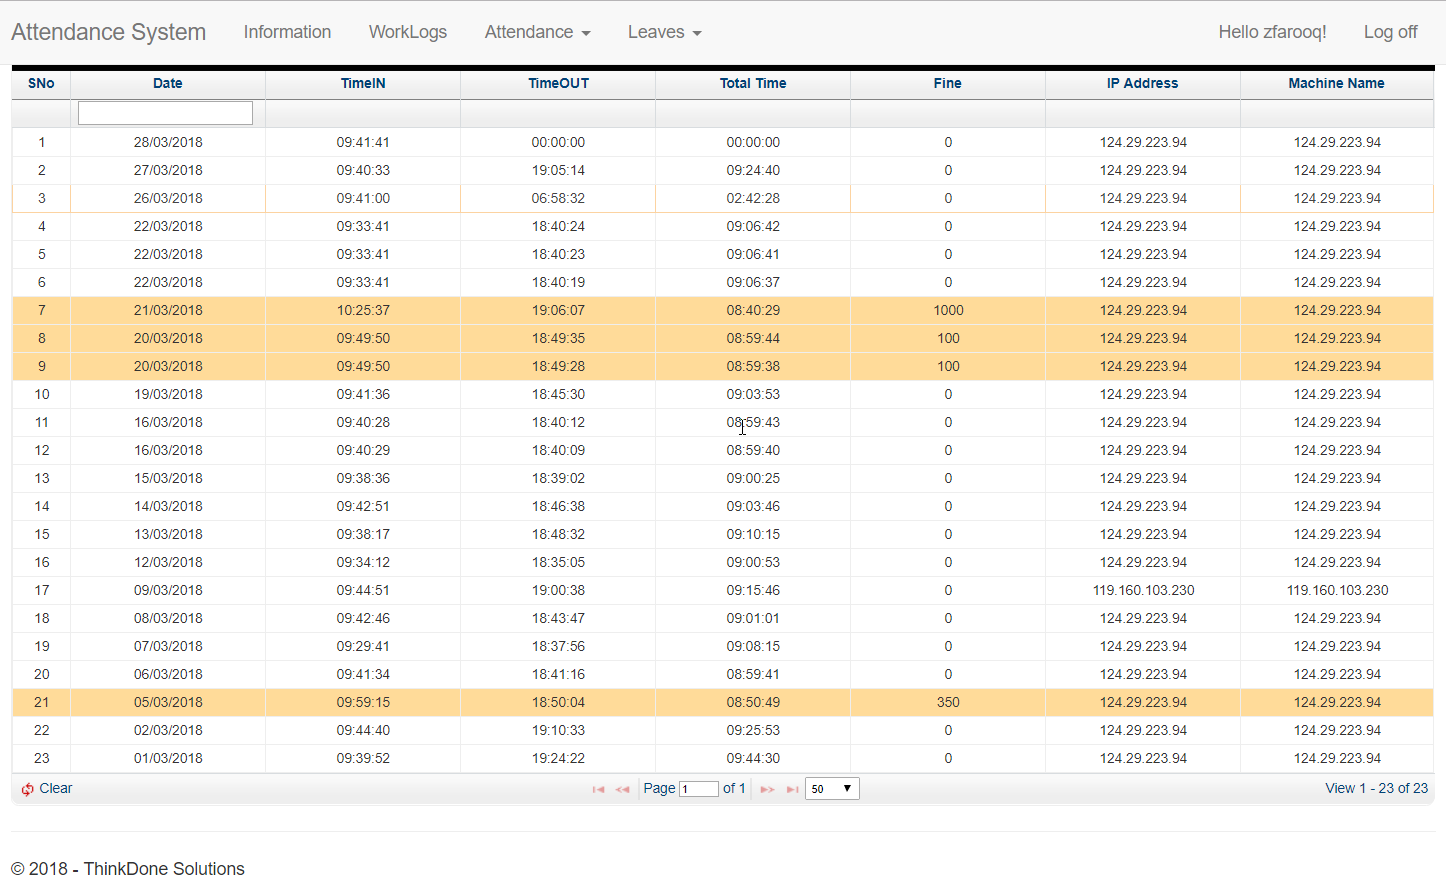 Attendance System Information WorkLogs Attendance Leaves Hello zfarooq! Log off
SNo Date TimeIN TimeOUT Total Time Fine IP Address Machine Name
1 28/03/2018 09:41:41 00:00:00 00:00:00 0 124.29.223.94 124.29.223.94
2 27/03/2018 09:40:33 19:05:14 09:24:40 0 124.29.223.94 124.29.223.94
3 26/03/2018 09:41:00 06:58:32 02:42:28 0 124.29.223.94 124.29.223.94
4 22/03/2018 09:33:41 18:40:24 09:06:42 0 124.29.223.94 124.29.223.94
5 22/03/2018 09:33:41 18:40:23 09:06:41 0 124.29.223.94 124.29.223.94
6 22/03/2018 09:33:41 18:40:19 09:06:37 0 124.29.223.94 124.29.223.94
7 21/03/2018 10:25:37 19:06:07 08:40:29 1000 124.29.223.94 124.29.223.94
8 20/03/2018 09:49:50 18:49:35 08:59:44 100 124.29.223.94 124.29.223.94
9 20/03/2018 09:49:50 18:49:28 08:59:38 100 124.29.223.94 124.29.223.94
10 19/03/2018 09:41:36 18:45:30 09:03:53 0 124.29.223.94 124.29.223.94
11 16/03/2018 09:40:28 18:40:12 08:59:43 0 124.29.223.94 124.29.223.94
12 16/03/2018 09:40:29 18:40:09 08:59:40 0 124.29.223.94 124.29.223.94
13 15/03/2018 09:38:36 18:39:02 09:00:25 0 124.29.223.94 124.29.223.94
14 14/03/2018 09:42:51 18:46:38 09:03:46 0 124.29.223.94 124.29.223.94
15 13/03/2018 09:38:17 18:48:32 09:10:15 0 124.29.223.94 124.29.223.94
16 12/03/2018 09:34:12 18:35:05 09:00:53 0 124.29.223.94 124.29.223.94
17 09/03/2018 09:44:51 19:00:38 09:15:46 0 119.160.103.230 119.160.103.230
18 08/03/2018 09:42:46 18:43:47 09:01:01 0 124.29.223.94 124.29.223.94
19 07/03/2018 09:29:41 18:37:56 09:08:15 0 124.29.223.94 124.29.223.94
20 06/03/2018 09:41:34 18:41:16 08:59:41 0 124.29.223.94 124.29.223.94
21 05/03/2018 09:59:15 18:50:04 08:50:49 350 124.29.223.94 124.29.223.94
22 02/03/2018 09:44:40 19:10:33 09:25:53 0 124.29.223.94 124.29.223.94
23 01/03/2018 09:39:52 19:24:22 09:44:30 0 124.29.223.94 124.29.223.94
Clear Page 1 of 1 50 View 1 - 23 of 23
© 2018 - ThinkDone Solutions